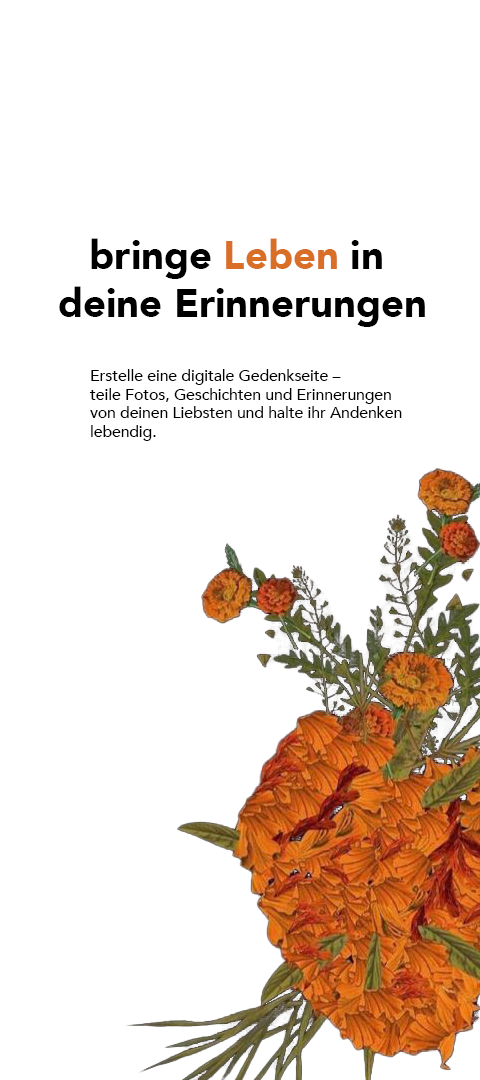 bringe Leben in
deine Erinnerungen
Erstelle eine digitale Gedenkseite –
teile Fotos, Geschichten und Erinnerungen
von deinen Liebsten und halte ihr Andenken
lebendig.